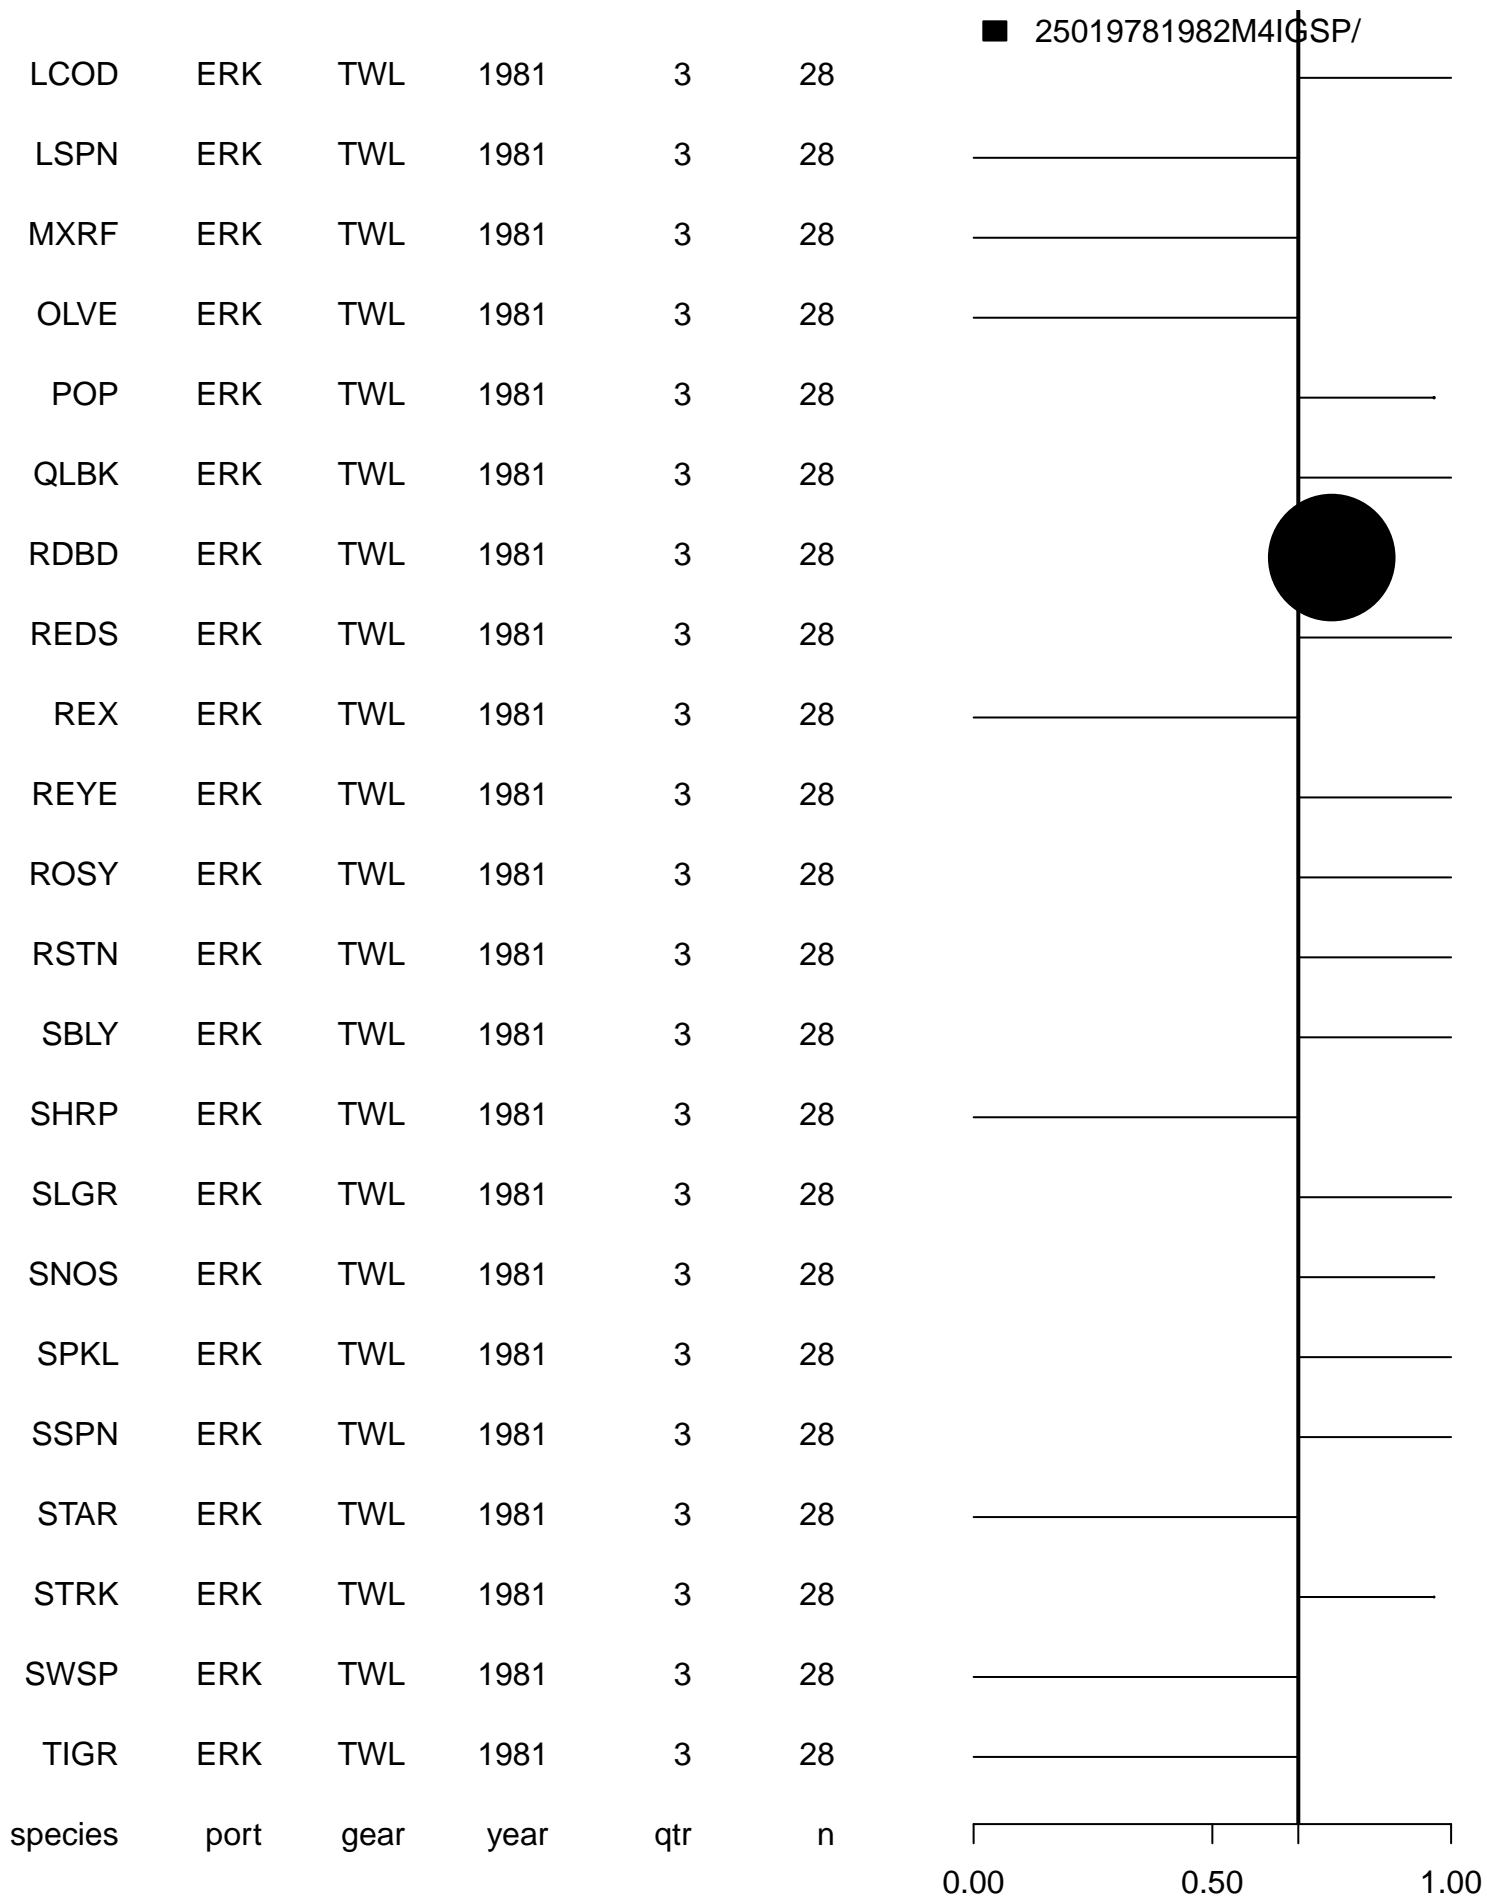 25019781982M4IGSP/
LCOD ERK TWL 1981 3 28
LSPN ERK TWL 1981 3 28
MXRF ERK TWL 1981 3 28
OLVE ERK TWL 1981 3 28
POP ERK TWL 1981 3 28
QLBK ERK TWL 1981 3 28
RDBD ERK TWL 1981 3 28
REDS ERK TWL 1981 3 28
REX ERK TWL 1981 3 28
REYE ERK TWL 1981 3 28
ROSY ERK TWL 1981 3 28
RSTN ERK TWL 1981 3 28
SBLY ERK TWL 1981 3 28
SHRP ERK TWL 1981 3 28
SLGR ERK TWL 1981 3 28
SNOS ERK TWL 1981 3 28
SPKL ERK TWL 1981 3 28
SSPN ERK TWL 1981 3 28
STAR ERK TWL 1981 3 28
STRK ERK TWL 1981 3 28
SWSP ERK TWL 1981 3 28
TIGR ERK TWL 1981 3 28
species port gear year qtr n
0.00 0.50 1.00